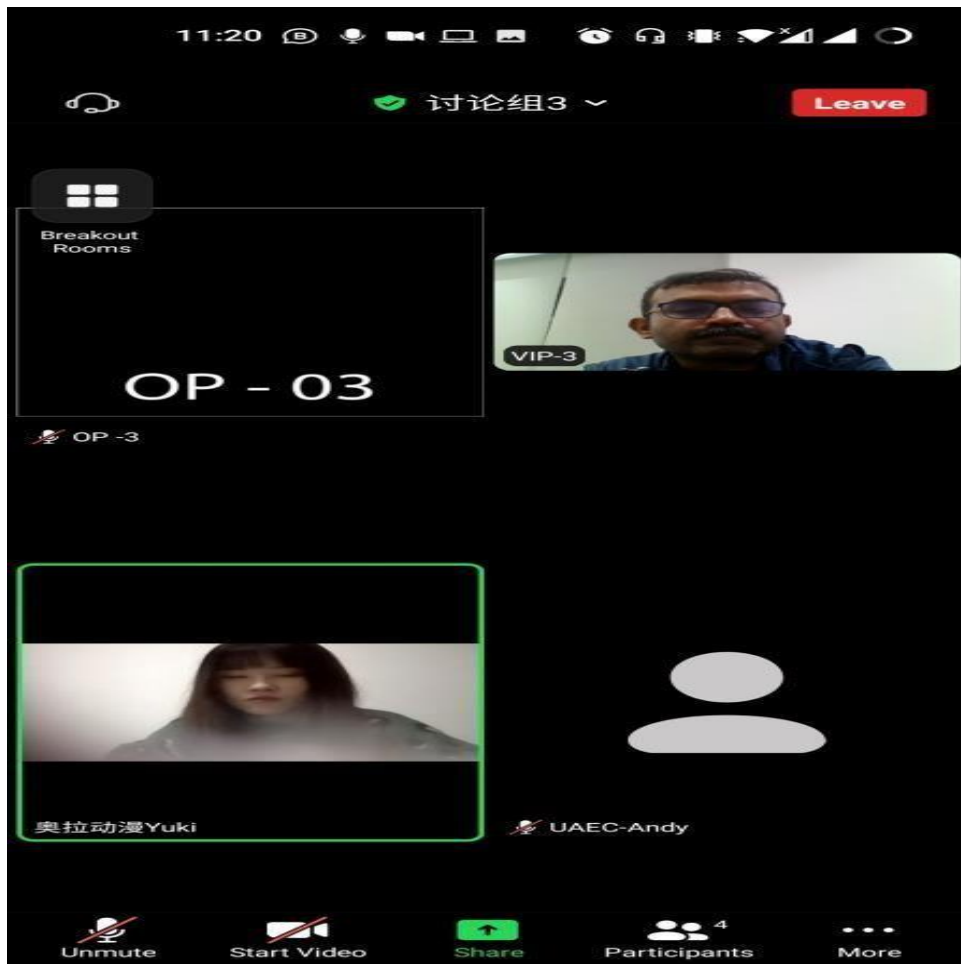 11:20
讨论组3
Leave
Breakout
Rooms
OP - 03
OP -3
VIP-3
奥拉动漫Yuki
UAEC-Andy
Unmute
Start Video
Share
Participants
4
More